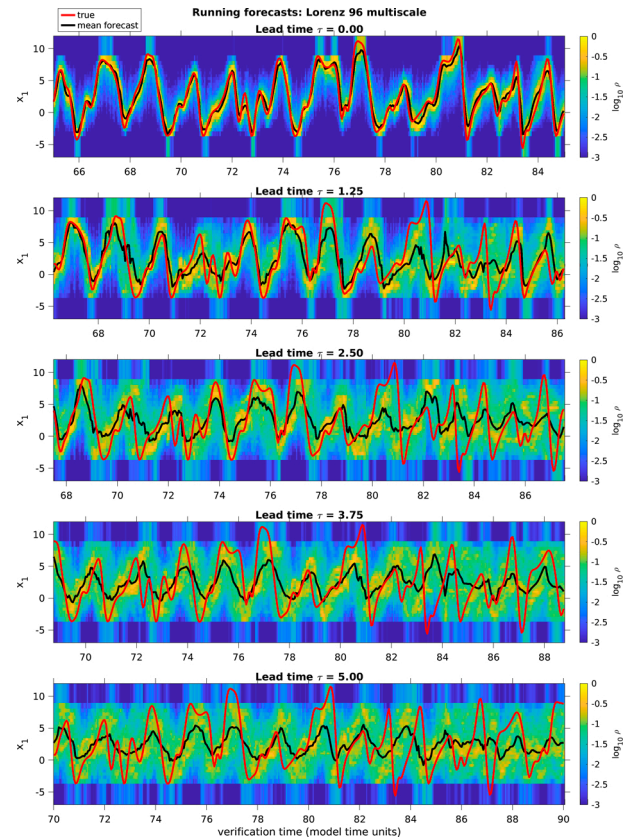 Running forecasts: Lorenz 96 multiscale
true
mean forecast
Lead time τ = 0.00
x1
10
5
0
-5
66 68 70 72 74 76 78 80 82 84
0
-0.5
-1
-1.5
-2
-2.5
-3
log10 ρ
Lead time τ = 1.25
x1
10
5
0
-5
68 70 72 74 76 78 80 82 84 86
0
-0.5
-1
-1.5
-2
-2.5
-3
log10 ρ
Lead time τ = 2.50
x1
10
5
0
-5
68 70 72 74 76 78 80 82 84 86
0
-0.5
-1
-1.5
-2
-2.5
-3
log10 ρ
Lead time τ = 3.75
x1
10
5
0
-5
70 72 74 76 78 80 82 84 86 88
0
-0.5
-1
-1.5
-2
-2.5
-3
log10 ρ
Lead time τ = 5.00
x1
10
5
0
-5
70 72 74 76 78 80 82 84 86 88 90
0
-0.5
-1
-1.5
-2
-2.5
-3
log10 ρ
verification time (model time units)